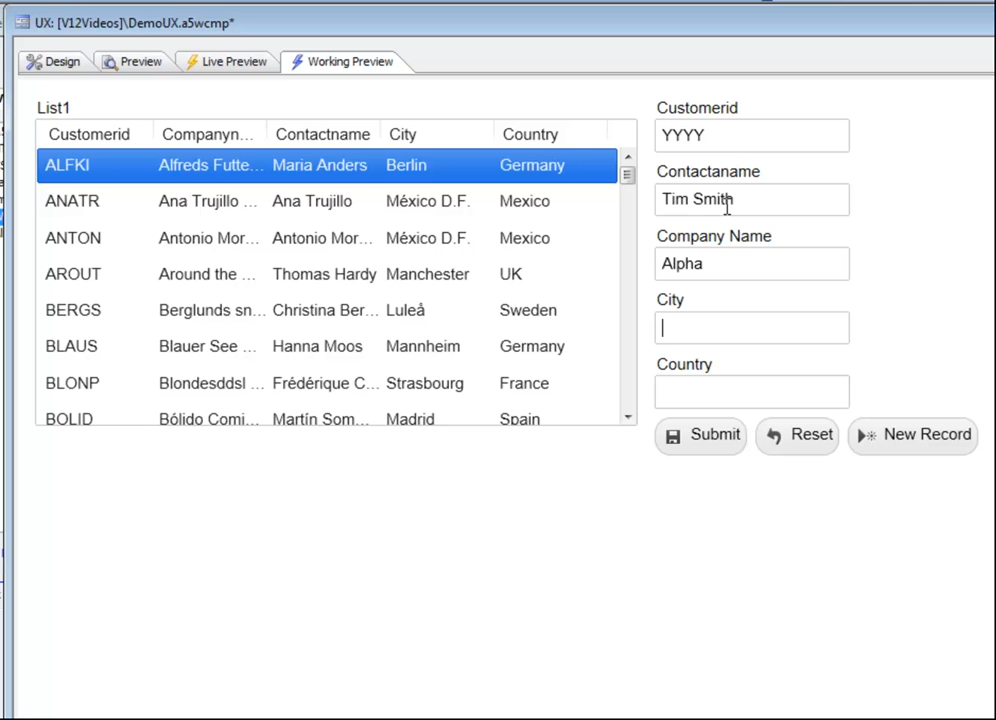 UX: [V12Videos]\DemoUX.a5wcmp*
Design Preview Live Preview Working Preview
List1
Customerid Companyn... Contactname City Country
ALFKI Alfreds Futte... Maria Anders Berlin Germany
ANATR Ana Trujillo ... Ana Trujillo México D.F. Mexico
ANTON Antonio Mor... Antonio Mor... México D.F. Mexico
AROUT Around the ... Thomas Hardy Manchester UK
BERGS Berglunds sn... Christina Ber... Luleå Sweden
BLAUS Blauer See ... Hanna Moos Mannheim Germany
BLONP Blondesddsl ... Frédérique C... Strasbourg France
BOLID Bólido Comi... Martín Som... Madrid Spain
Customerid
YYYY
Contactaname
Tim Smith
Company Name
Alpha
City
Country
Submit Reset New Record